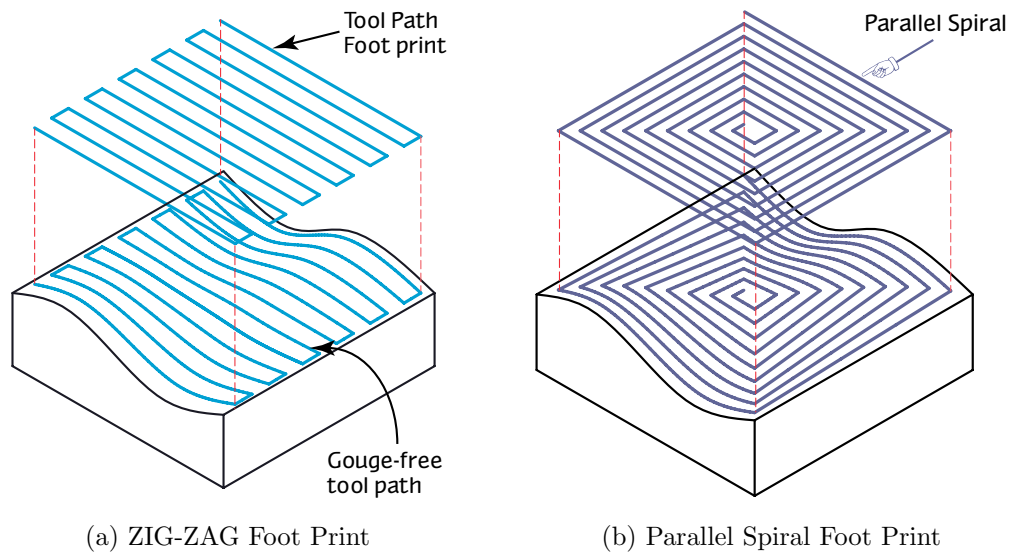 Tool Path
Foot print
Parallel Spiral
Gouge-free
tool path
(a) ZIG-ZAG Foot Print
(b) Parallel Spiral Foot Print